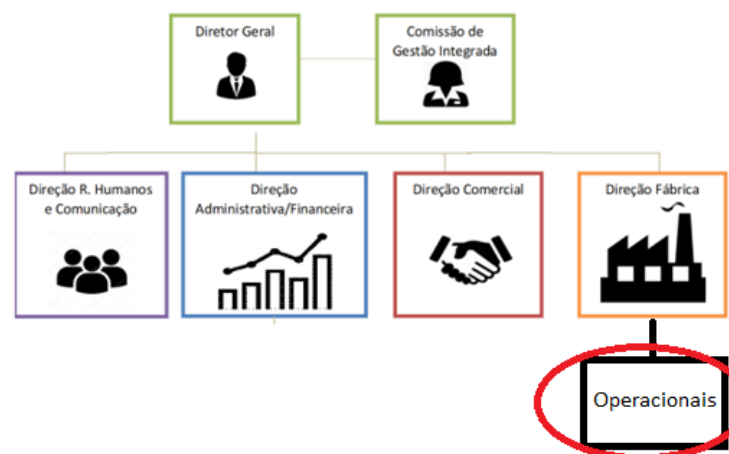 Diretor Geral
Comissão de
Gestão Integrada
Direção R. Humanos
e Comunicação
Direção
Administrativa/Financeira
Direção Comercial
Direção Fábrica
Operacionais